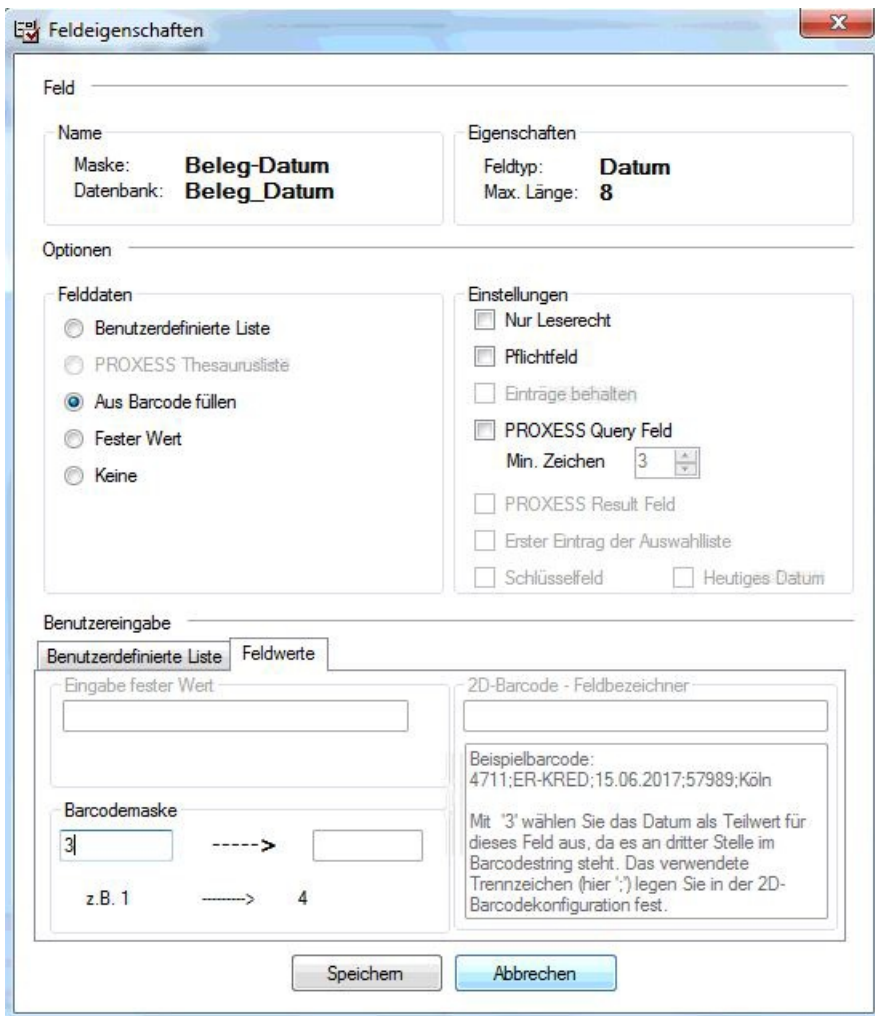 Feldeigenschaften
Feld
Name
Maske: Beleg-Datum
Datenbank: Beleg_Datum
Eigenschaften
Feldtyp: Datum
Max. Länge: 8
Optionen
Felddaten
Benutzerdefinierte Liste
PROXESS Thesaurusliste
Aus Barcode füllen
Fester Wert
Keine
Einstellungen
Nur Leserecht
Pflichtfeld
Einträge behalten
PROXESS Query Feld
Min. Zeichen 3
PROXESS Result Feld
Erster Eintrag der Auswahlliste
Schlüsselfeld Heutiges Datum
Benutzereingabe
Benutzerdefinierte Liste Feldwerte
Eingabe fester Wert
Barcodemaske
3 ----->
z.B. 1 --------> 4
2D-Barcode - Feldbezeichner
Beispielbarcode:
4711;ER-KRED;15.06.2017;57989;Köln
Mit '3' wählen Sie das Datum als Teilwert für
dieses Feld aus, da es an dritter Stelle im
Barcodestring steht. Das verwendete
Trennzeichen (hier ';') legen Sie in der 2D-
Barcodekonfiguration fest.
Speichern Abbrechen